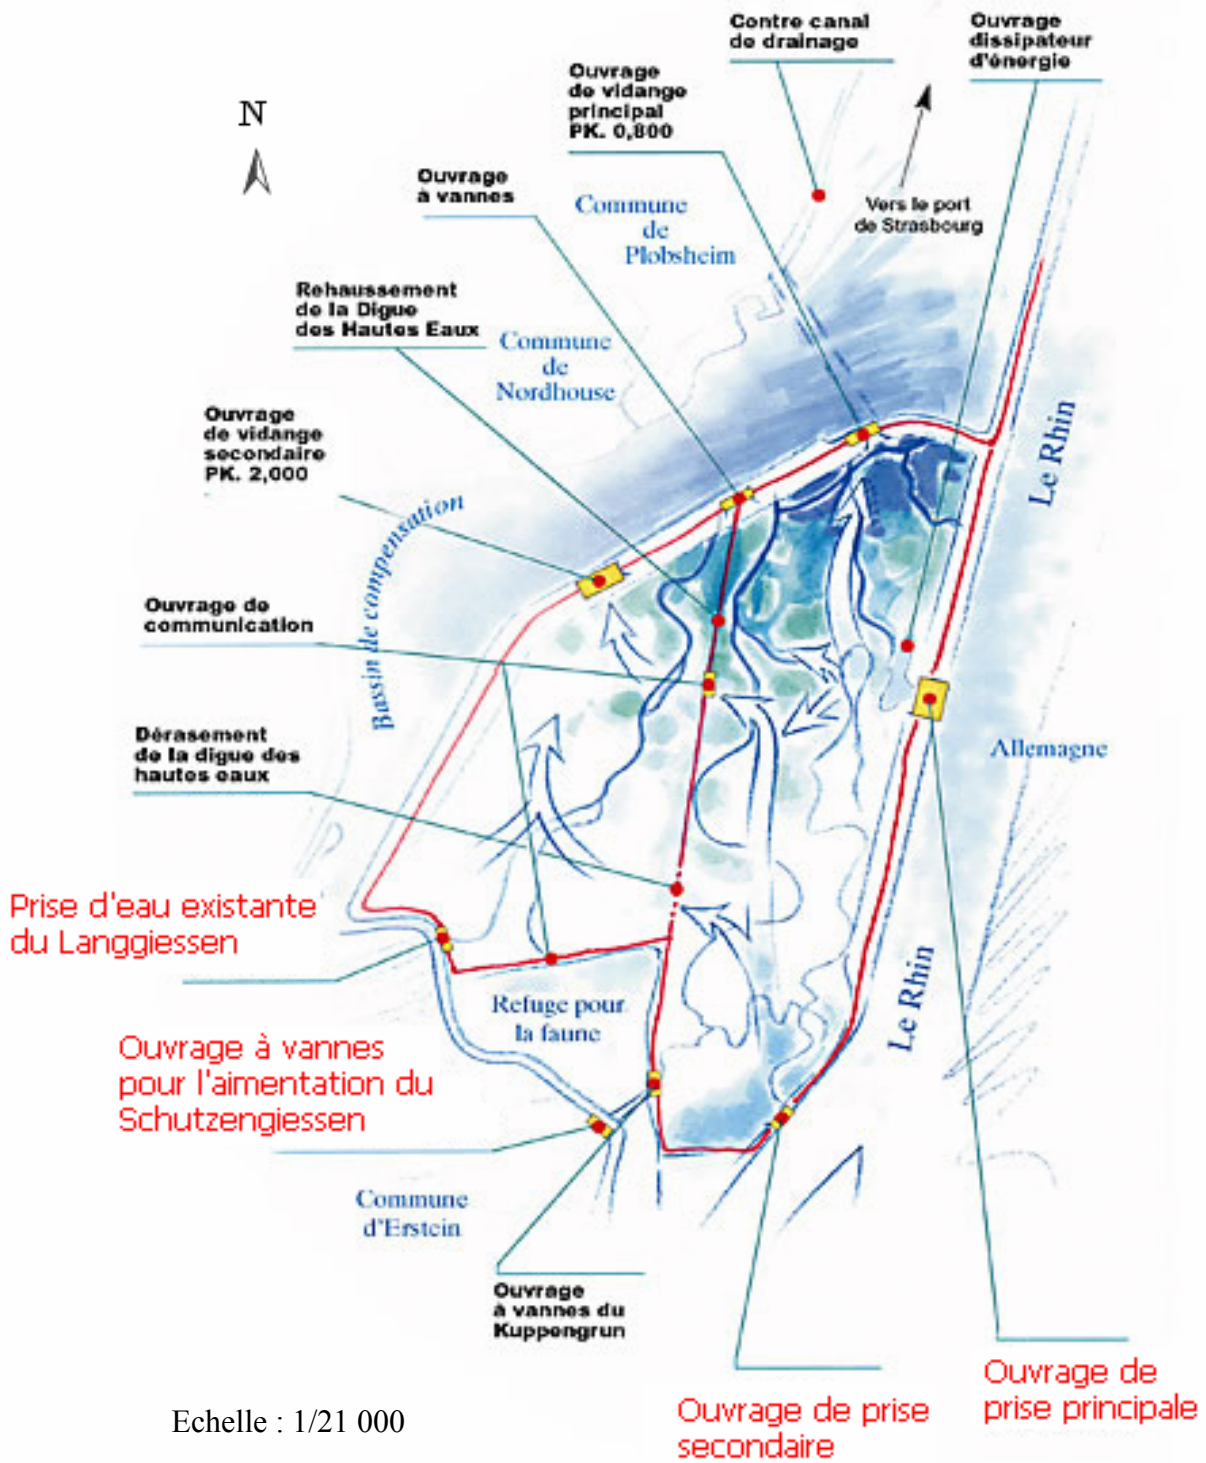 Contre canal
de drainage
Ouvrage
dissipateur
d'énergie
Ouvrage
de vidange
principal
PK. 0,800
N
Ouvrage
à vannes
Commune
de
Plobsheim
Vers le port
de Strasbourg
Rehaussement
de la Digue
des Hautes Eaux
Commune
de
Nordhouse
Ouvrage
de vidange
secondaire
PK. 2,000
Le Rhin
Bassin de compensation
Ouvrage de
communication
Dérasement
de la digue des
hautes eaux
Allemagne
Prise d'eau existante
du Langgiessen
Le Rhin
Refuge pour
la faune
Ouvrage à vannes
pour l'aimentation du
Schutzengiessen
Commune
d'Erstein
Ouvrage
à vannes du
Kuppengrun
Ouvrage de
prise principale
Ouvrage de prise
secondaire
Echelle : 1/21 000